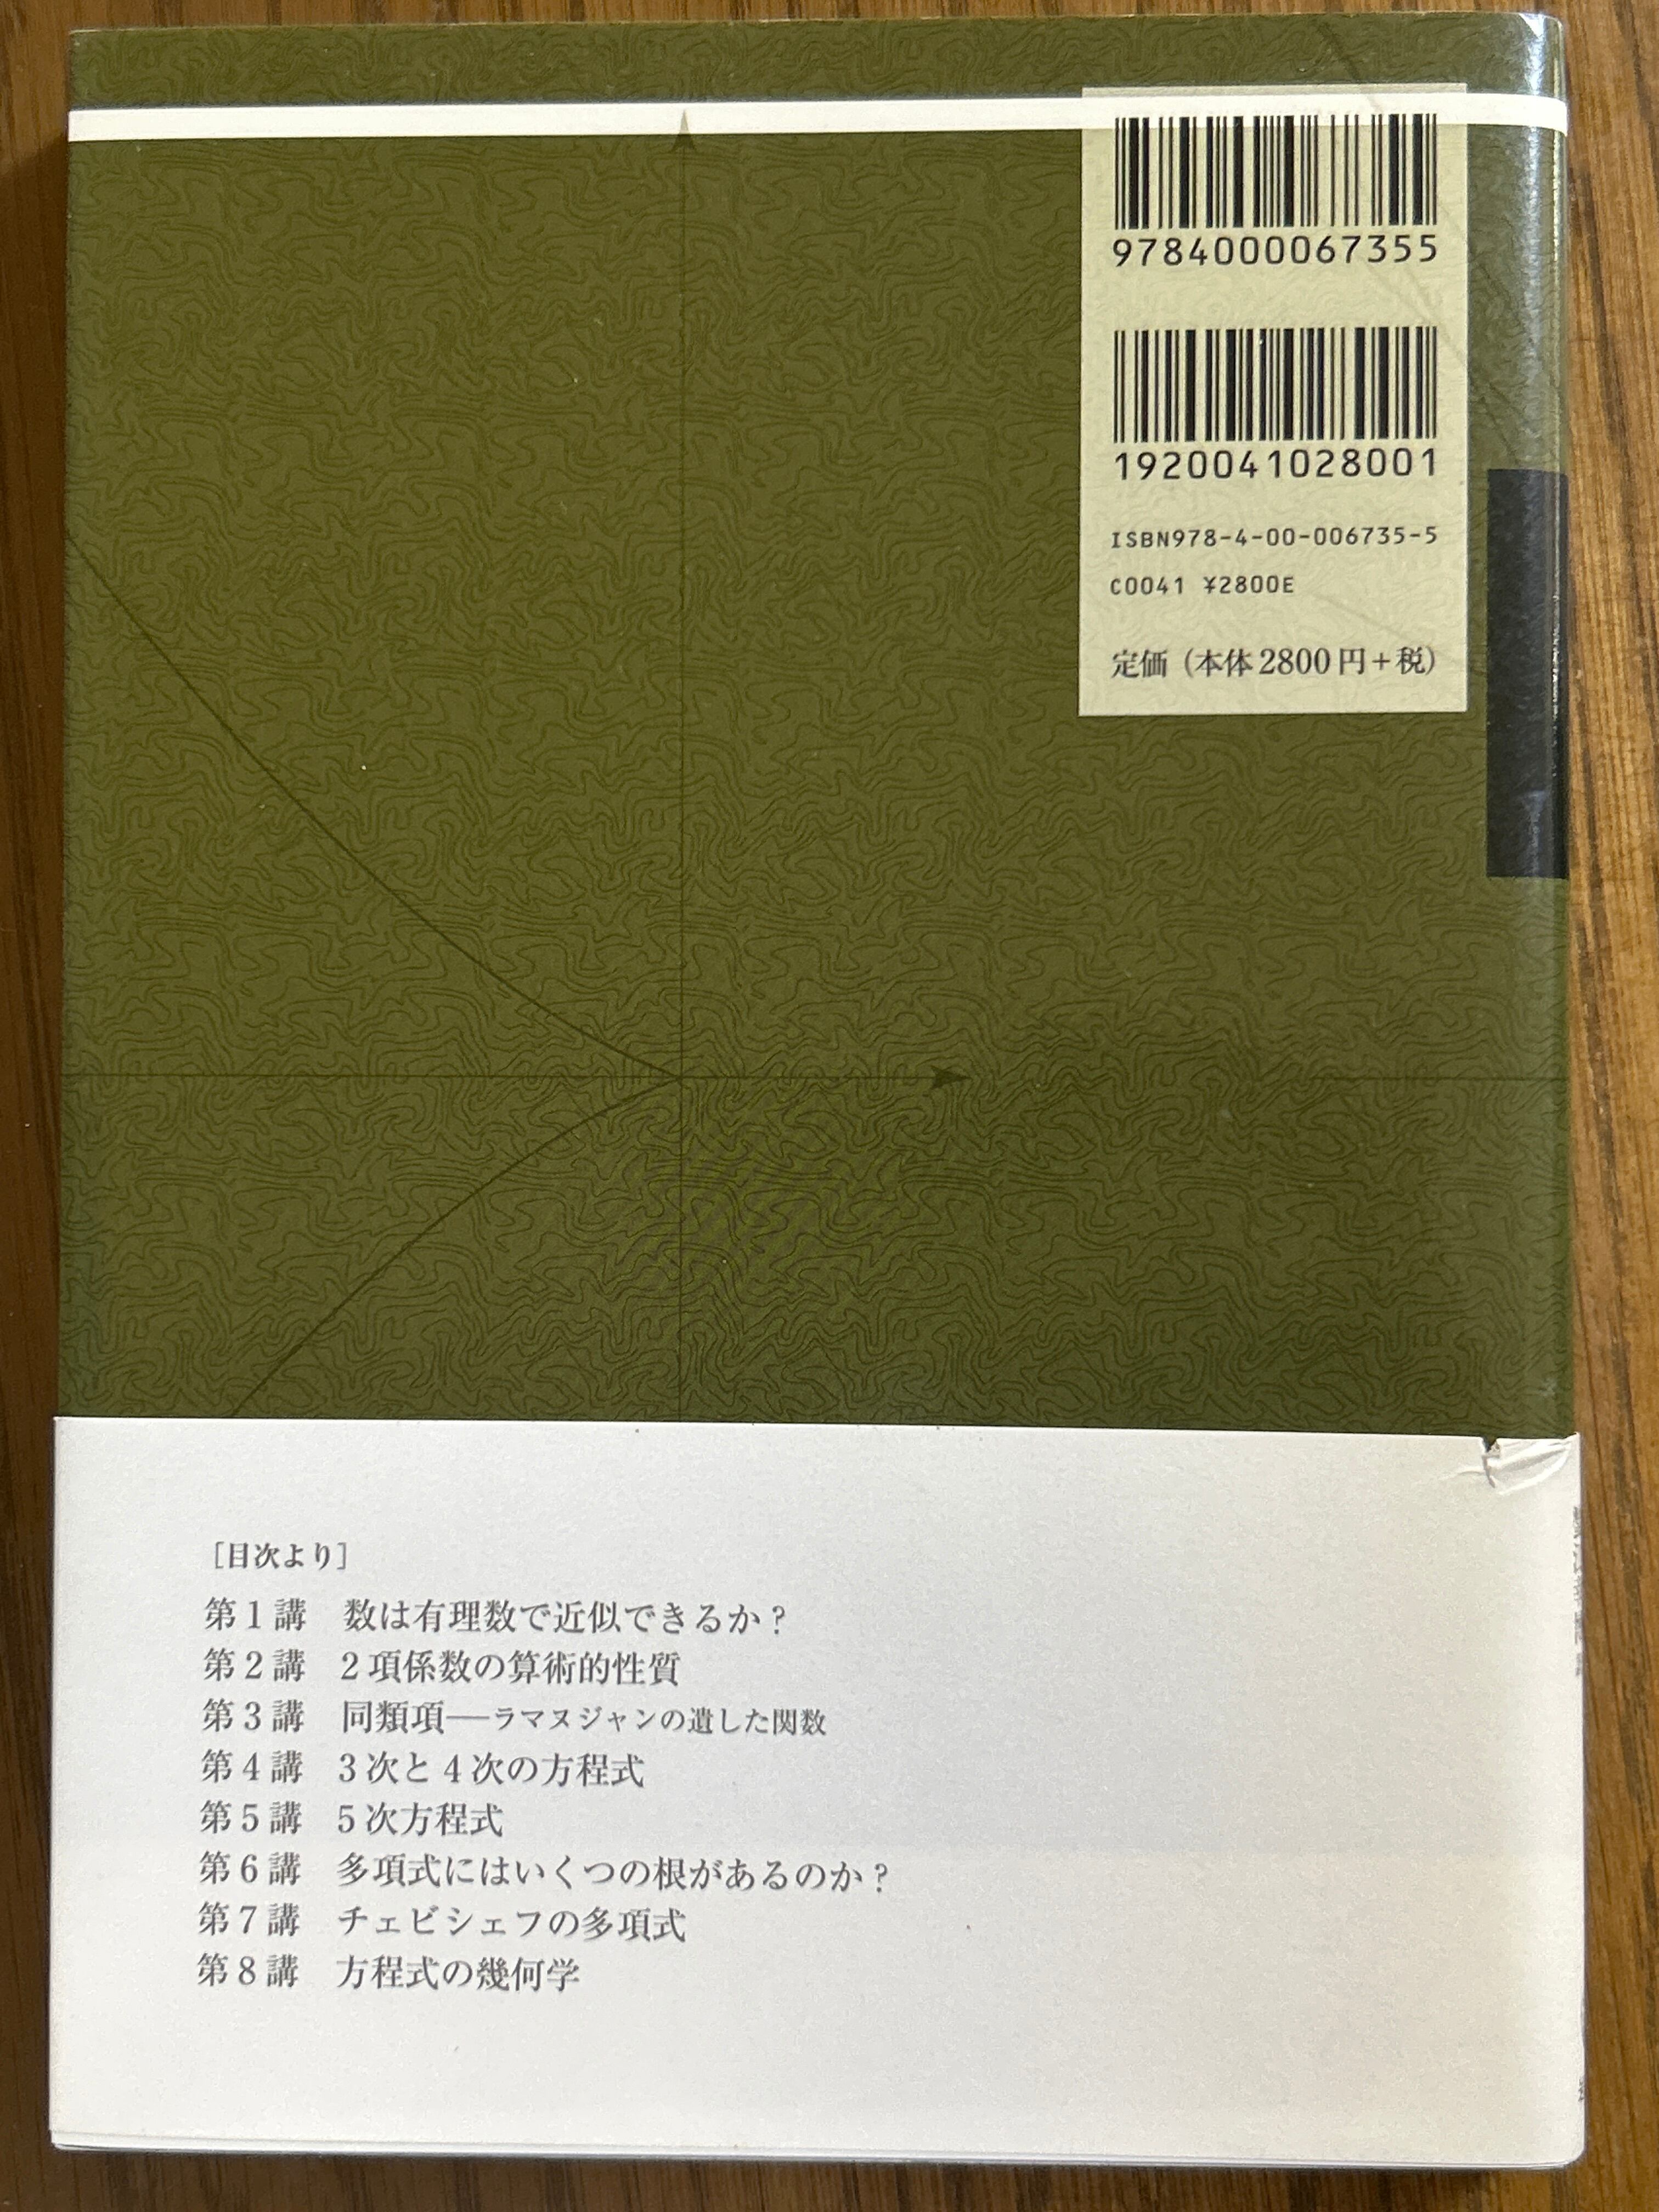 9784000067355
1920041028001
ISBN978-4-00-006735-5
C0041 ¥2800E
定価（本体2800円＋税）
［目次より］
第1講 数は有理数で近似できるか？
第2講 2項係数の算術的性質
第3講 同類項──ラマヌジャンの遺した関数
第4講 3次と4次の方程式
第5講 5次方程式
第6講 多項式にはいくつの根があるのか？
第7講 チェビシェフの多項式
第8講 方程式の幾何学